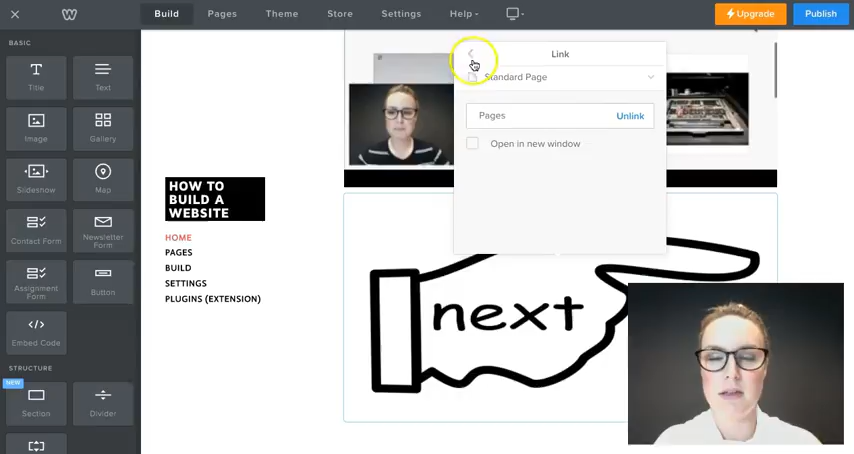 Build
Pages
Theme
Store
Settings
Help
Upgrade
Publish
BASIC
Title
Text
Image
Gallery
Slideshow
Map
Contact Form
Newsletter
Form
Assignment
Form
Button
Embed Code
STRUCTURE
NEW
Section
Divider
HOW TO
BUILD A
WEBSITE
HOME
PAGES
BUILD
SETTINGS
PLUGINS (EXTENSION)
Link
Standard Page
Pages
Unlink
Open in new window
next